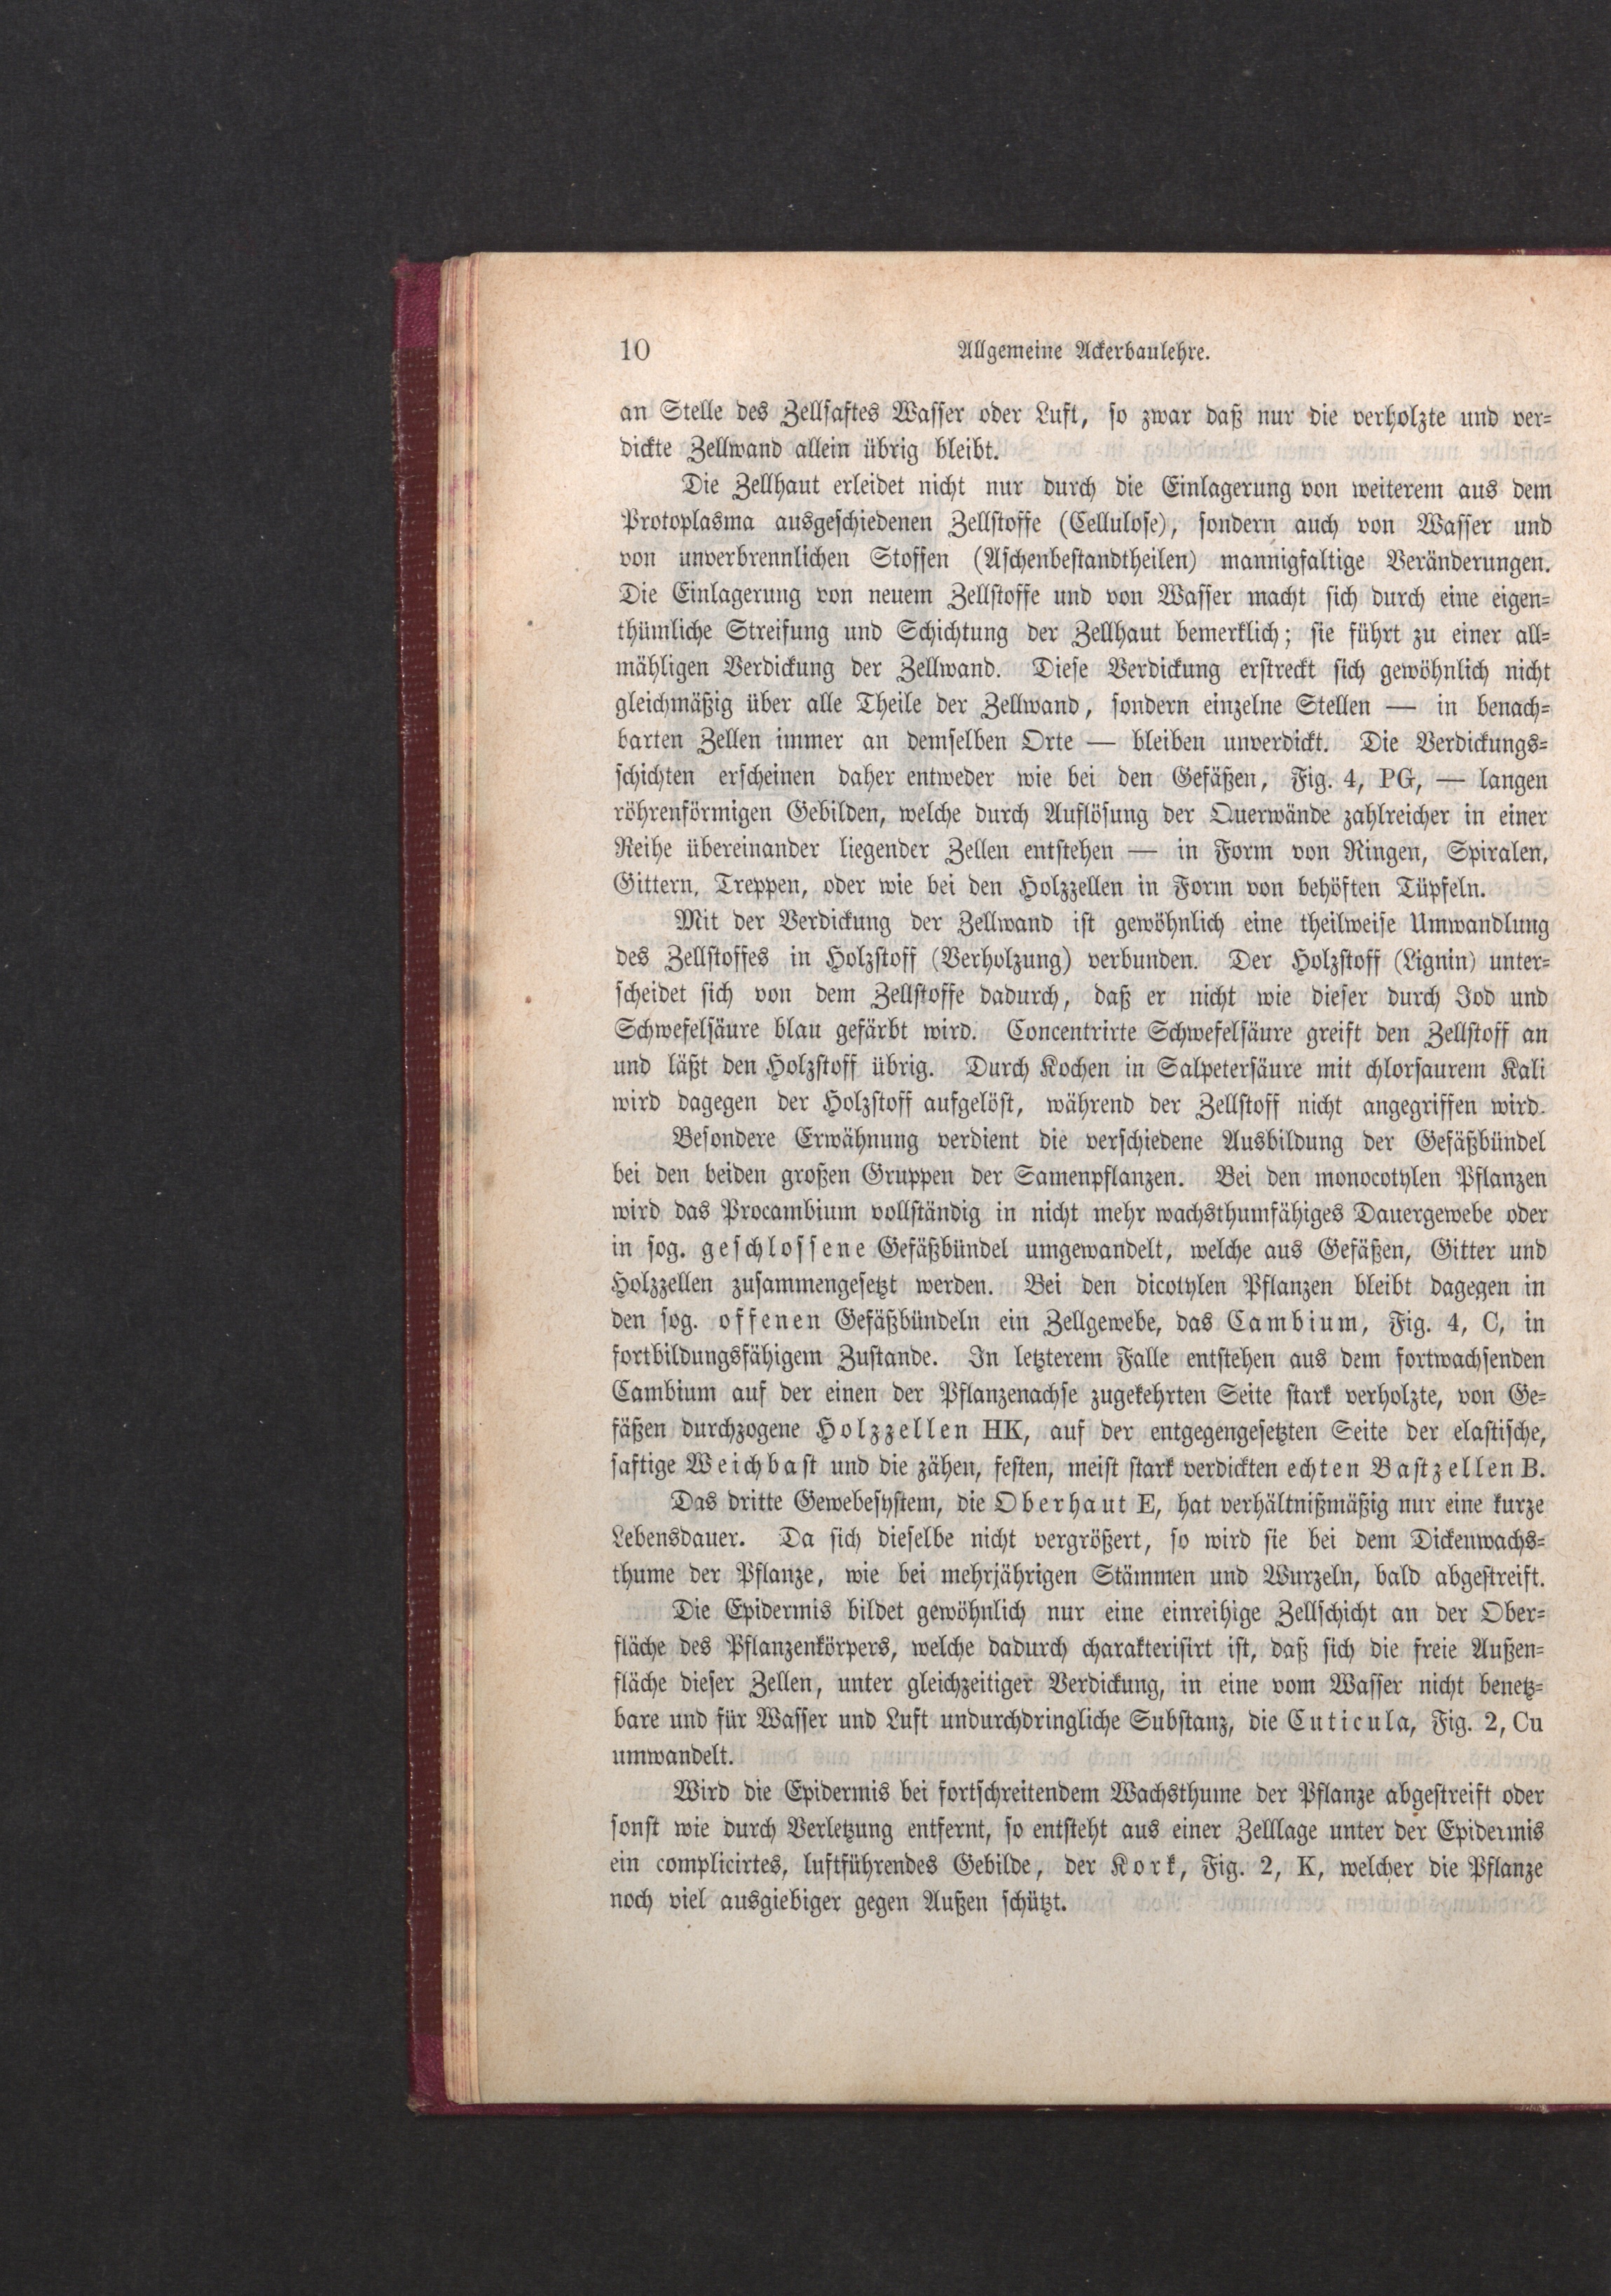 10 Allgemeine Ackerbaulehre.
an Stelle des Zellsaftes Wasser oder Luft, so zwar daß nur die verholzte und ver-
dickte Zellwand allein übrig bleibt.
Die Zellhaut erleidet nicht nur durch die Einlagerung von weiterem aus dem
Protoplasma ausgeschiedenen Zellstoffe (Cellulose), sondern auch von Wasser und
von unverbrennlichen Stoffen (Aschenbestandtheilen) mannigfaltige Veränderungen.
Die Einlagerung von neuem Zellstoffe und von Wasser macht sich durch eine eigen-
thümliche Streifung und Schichtung der Zellhaut bemerklich; sie führt zu einer all-
mähligen Verdickung der Zellwand. Diese Verdickung erstreckt sich gewöhnlich nicht
gleichmäßig über alle Theile der Zellwand, sondern einzelne Stellen — in benach-
barten Zellen immer an demselben Orte — bleiben unverdickt. Die Verdickungs-
schichten erscheinen daher entweder wie bei den Gefäßen, Fig. 4, PG, — langen
röhrenförmigen Gebilden, welche durch Auflösung der Querwände zahlreicher in einer
Reihe übereinander liegender Zellen entstehen — in Form von Ringen, Spiralen,
Gittern, Treppen, oder wie bei den Holzzellen in Form von behöften Tüpfeln.
Mit der Verdickung der Zellwand ist gewöhnlich eine theilweise Umwandlung
des Zellstoffes in Holzstoff (Verholzung) verbunden. Der Holzstoff (Lignin) unter-
scheidet sich von dem Zellstoffe dadurch, daß er nicht wie dieser durch Jod und
Schwefelsäure blau gefärbt wird. Concentrirte Schwefelsäure greift den Zellstoff an
und läßt den Holzstoff übrig. Durch Kochen in Salpetersäure mit chlorsaurem Kali
wird dagegen der Holzstoff aufgelöst, während der Zellstoff nicht angegriffen wird.
Besondere Erwähnung verdient die verschiedene Ausbildung der Gefäßbündel
bei den beiden großen Gruppen der Samenpflanzen. Bei den monocotylen Pflanzen
wird das Procambium vollständig in nicht mehr wachsthumfähiges Dauergewebe oder
in sog. geschlossene Gefäßbündel umgewandelt, welche aus Gefäßen, Gitter und
Holzzellen zusammengesetzt werden. Bei den dicotylen Pflanzen bleibt dagegen in
den sog. offenen Gefäßbündeln ein Zellgewebe, das Cambium, Fig. 4, C, in
fortbildungsfähigem Zustande. In letzterem Falle entstehen aus dem fortwachsenden
Cambium auf der einen der Pflanzenachse zugekehrten Seite stark verholzte, von Ge-
fäßen durchzogene Holzzellen HK, auf der entgegengesetzten Seite der elastische,
saftige Weichbast und die zähen, festen, meist stark verdickten echten Bastzellen B.
Das dritte Gewebesystem, die Oberhaut E, hat verhältnißmäßig nur eine kurze
Lebensdauer. Da sich dieselbe nicht vergrößert, so wird sie bei dem Dickenwachs-
thume der Pflanze, wie bei mehrjährigen Stämmen und Wurzeln, bald abgestreift.
Die Epidermis bildet gewöhnlich nur eine einreihige Zellschicht an der Ober-
fläche des Pflanzenkörpers, welche dadurch charakterisirt ist, daß sich die freie Außen-
fläche dieser Zellen, unter gleichzeitiger Verdickung, in eine vom Wasser nicht benetz-
bare und für Wasser und Luft undurchdringliche Substanz, die Cuticula, Fig. 2, Cu
umwandelt.
Wird die Epidermis bei fortschreitendem Wachsthume der Pflanze abgestreift oder
sonst wie durch Verletzung entfernt, so entsteht aus einer Zelllage unter der Epidermis
ein complicirtes, luftführendes Gebilde, der Kork, Fig. 2, K, welcher die Pflanze
noch viel ausgiebiger gegen Außen schützt.